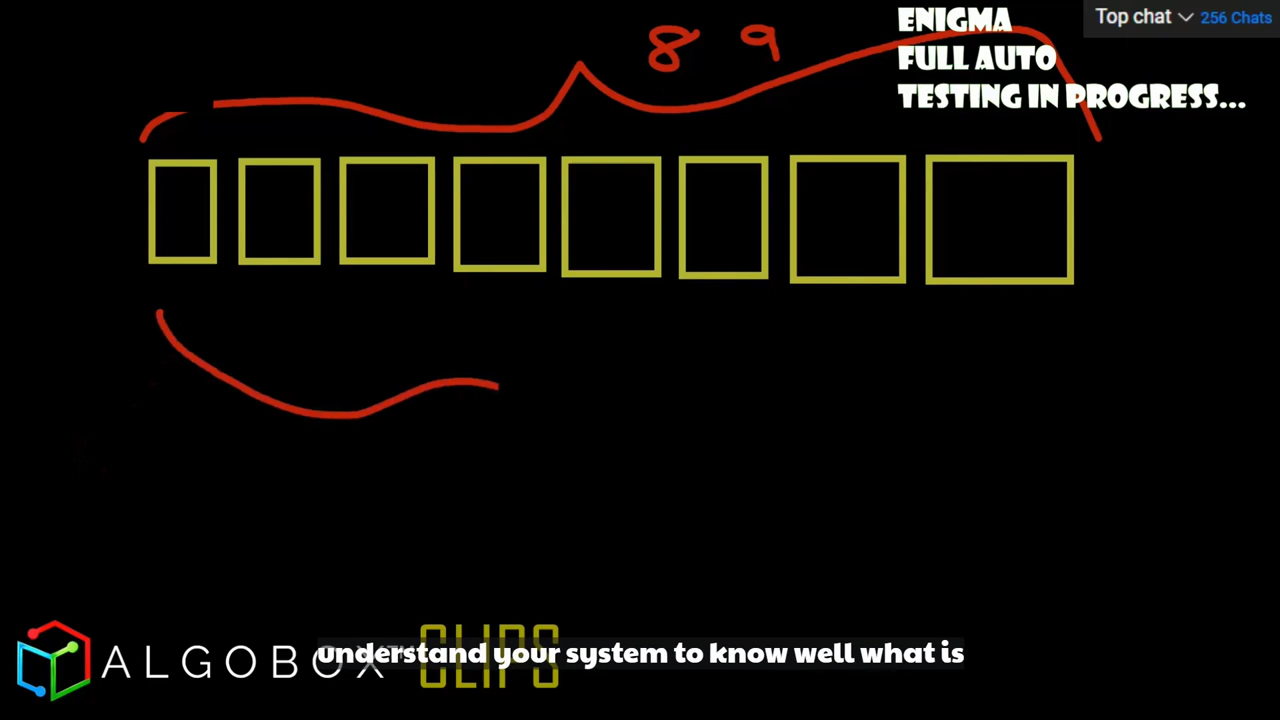 8 9
ENIGMA
FULL AUTO
TESTING IN PROGRESS...
Top chat 256 Chats
ALGOBOX CLIPS
understand your system to know well what is